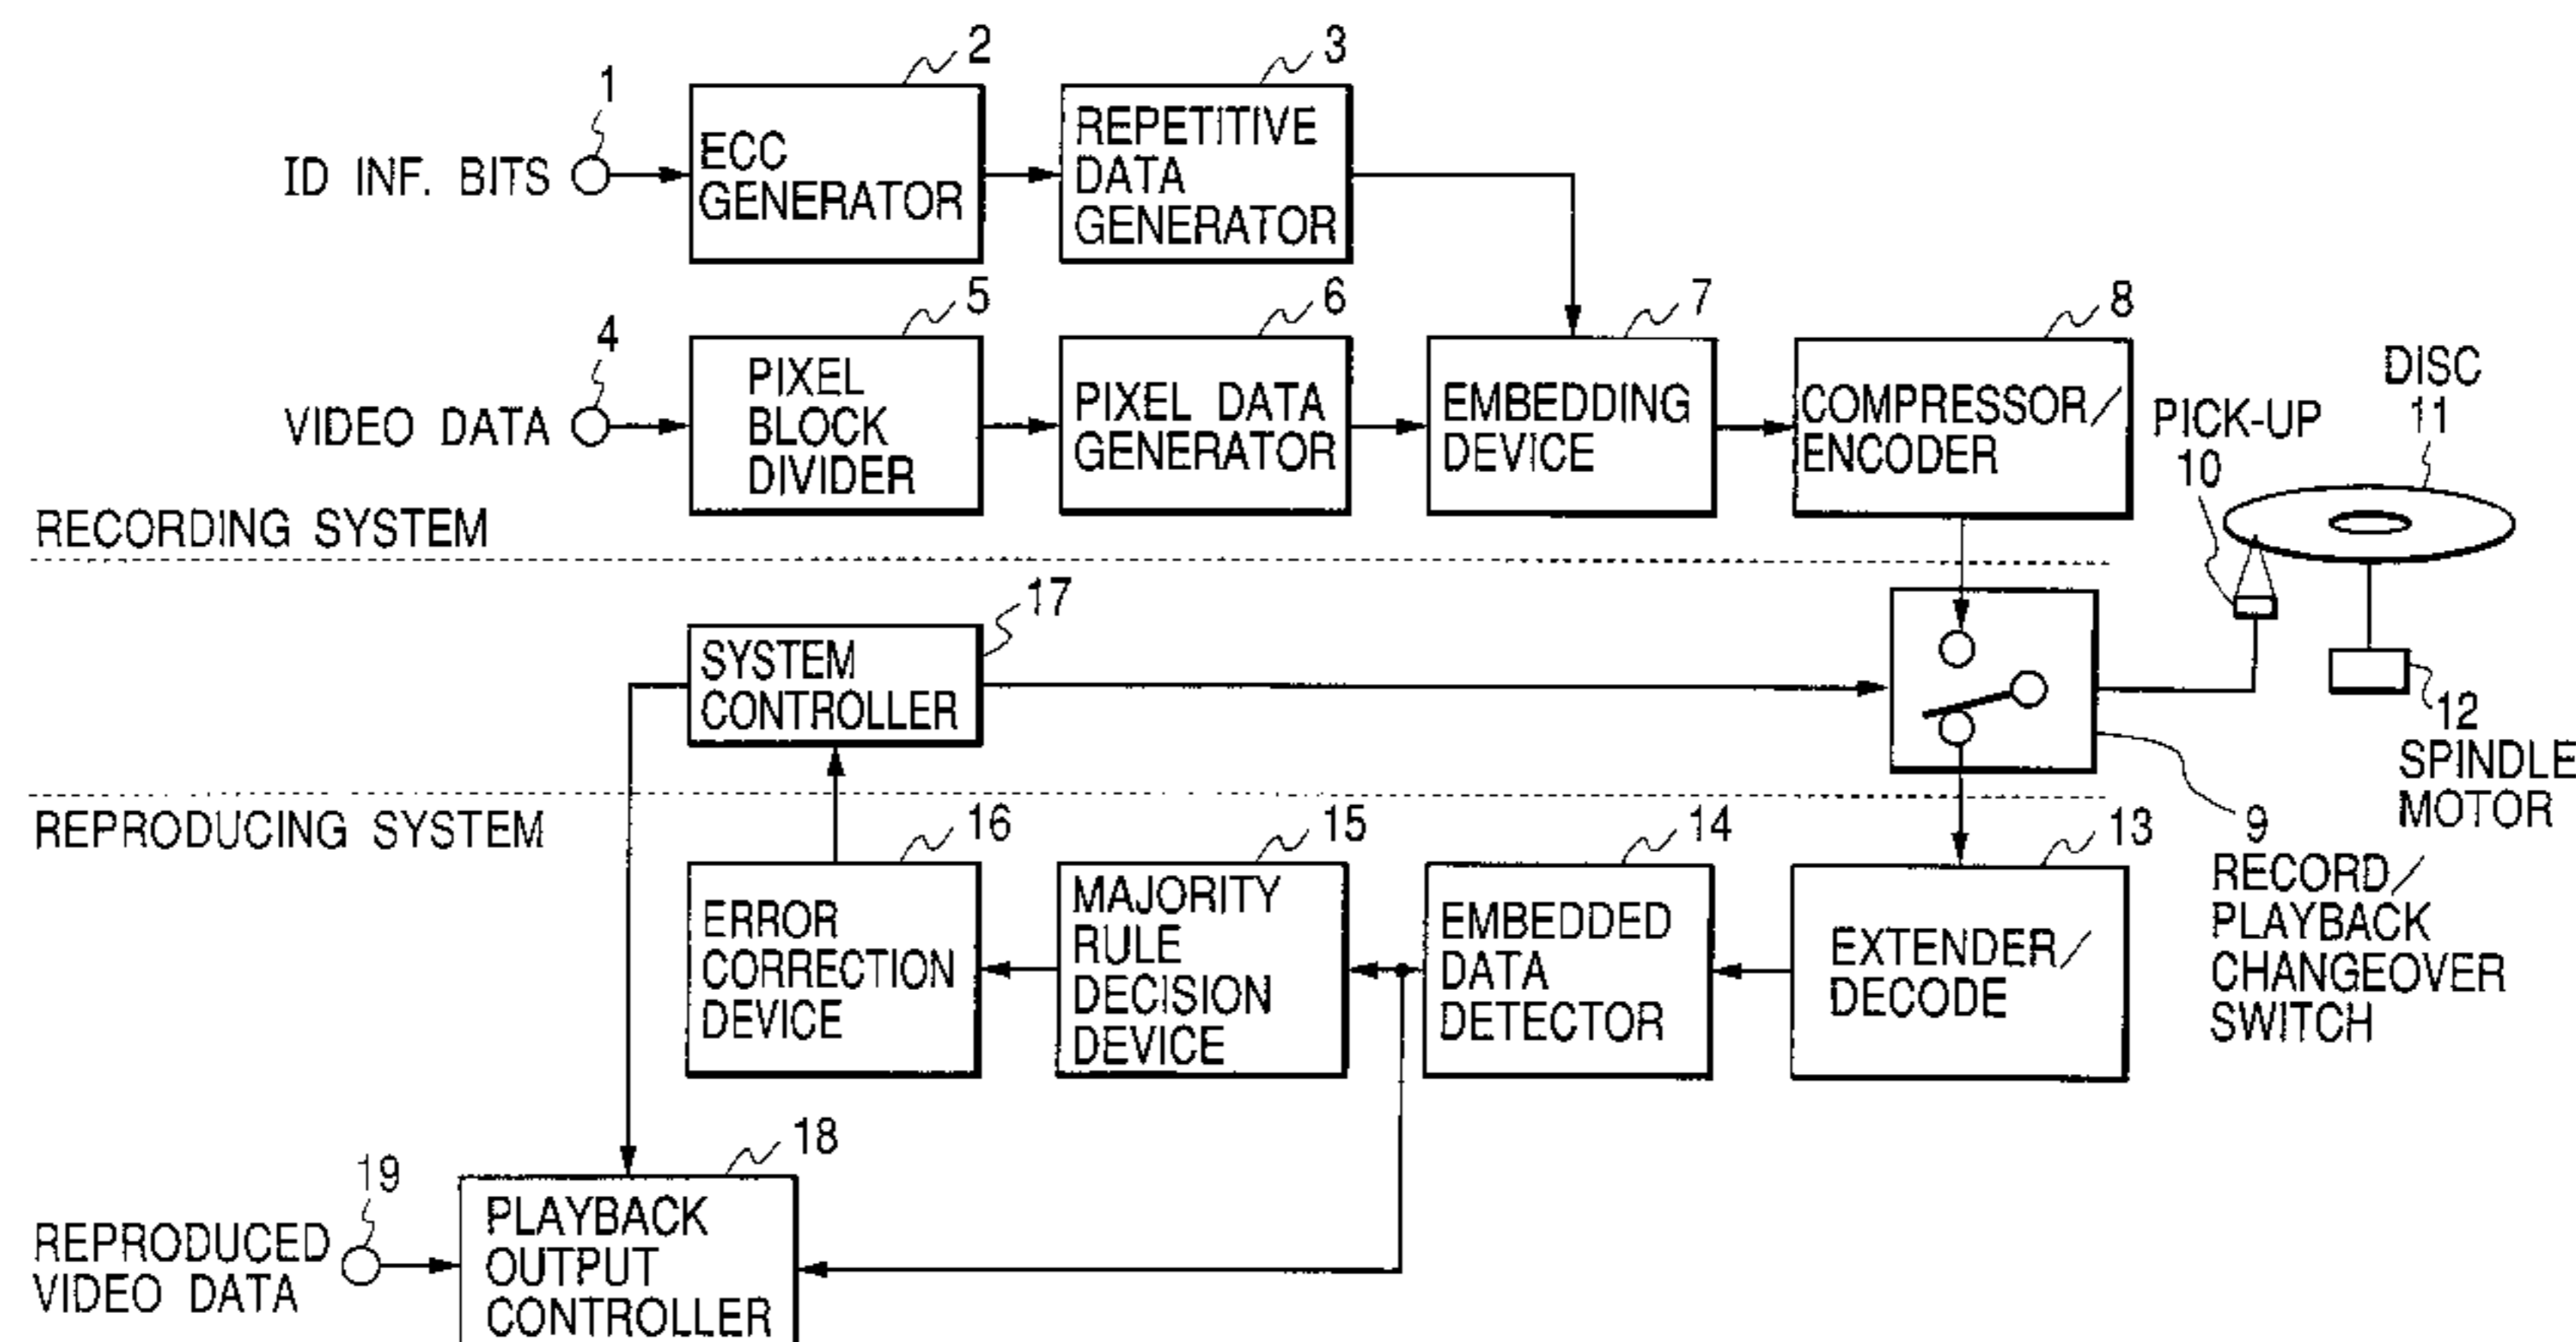 1
2
3
ID INF. BITS
ECC
GENERATOR
REPETITIVE
DATA
GENERATOR
4
5
6
7
8
VIDEO DATA
PIXEL
BLOCK
DIVIDER
PIXEL DATA
GENERATOR
EMBEDDING
DEVICE
COMPRESSOR/
ENCODER
PICK-UP
10
DISC
11
RECORDING SYSTEM
17
SYSTEM
CONTROLLER
12
SPINDLE
MOTOR
9
RECORD/
PLAYBACK
CHANGEOVER
SWITCH
REPRODUCING SYSTEM
16
15
14
13
ERROR
CORRECTION
DEVICE
MAJORITY
RULE
DECISION
DEVICE
EMBEDDED
DATA
DETECTOR
EXTENDER/
DECODE
18
19
REPRODUCED
VIDEO DATA
PLAYBACK
OUTPUT
CONTROLLER